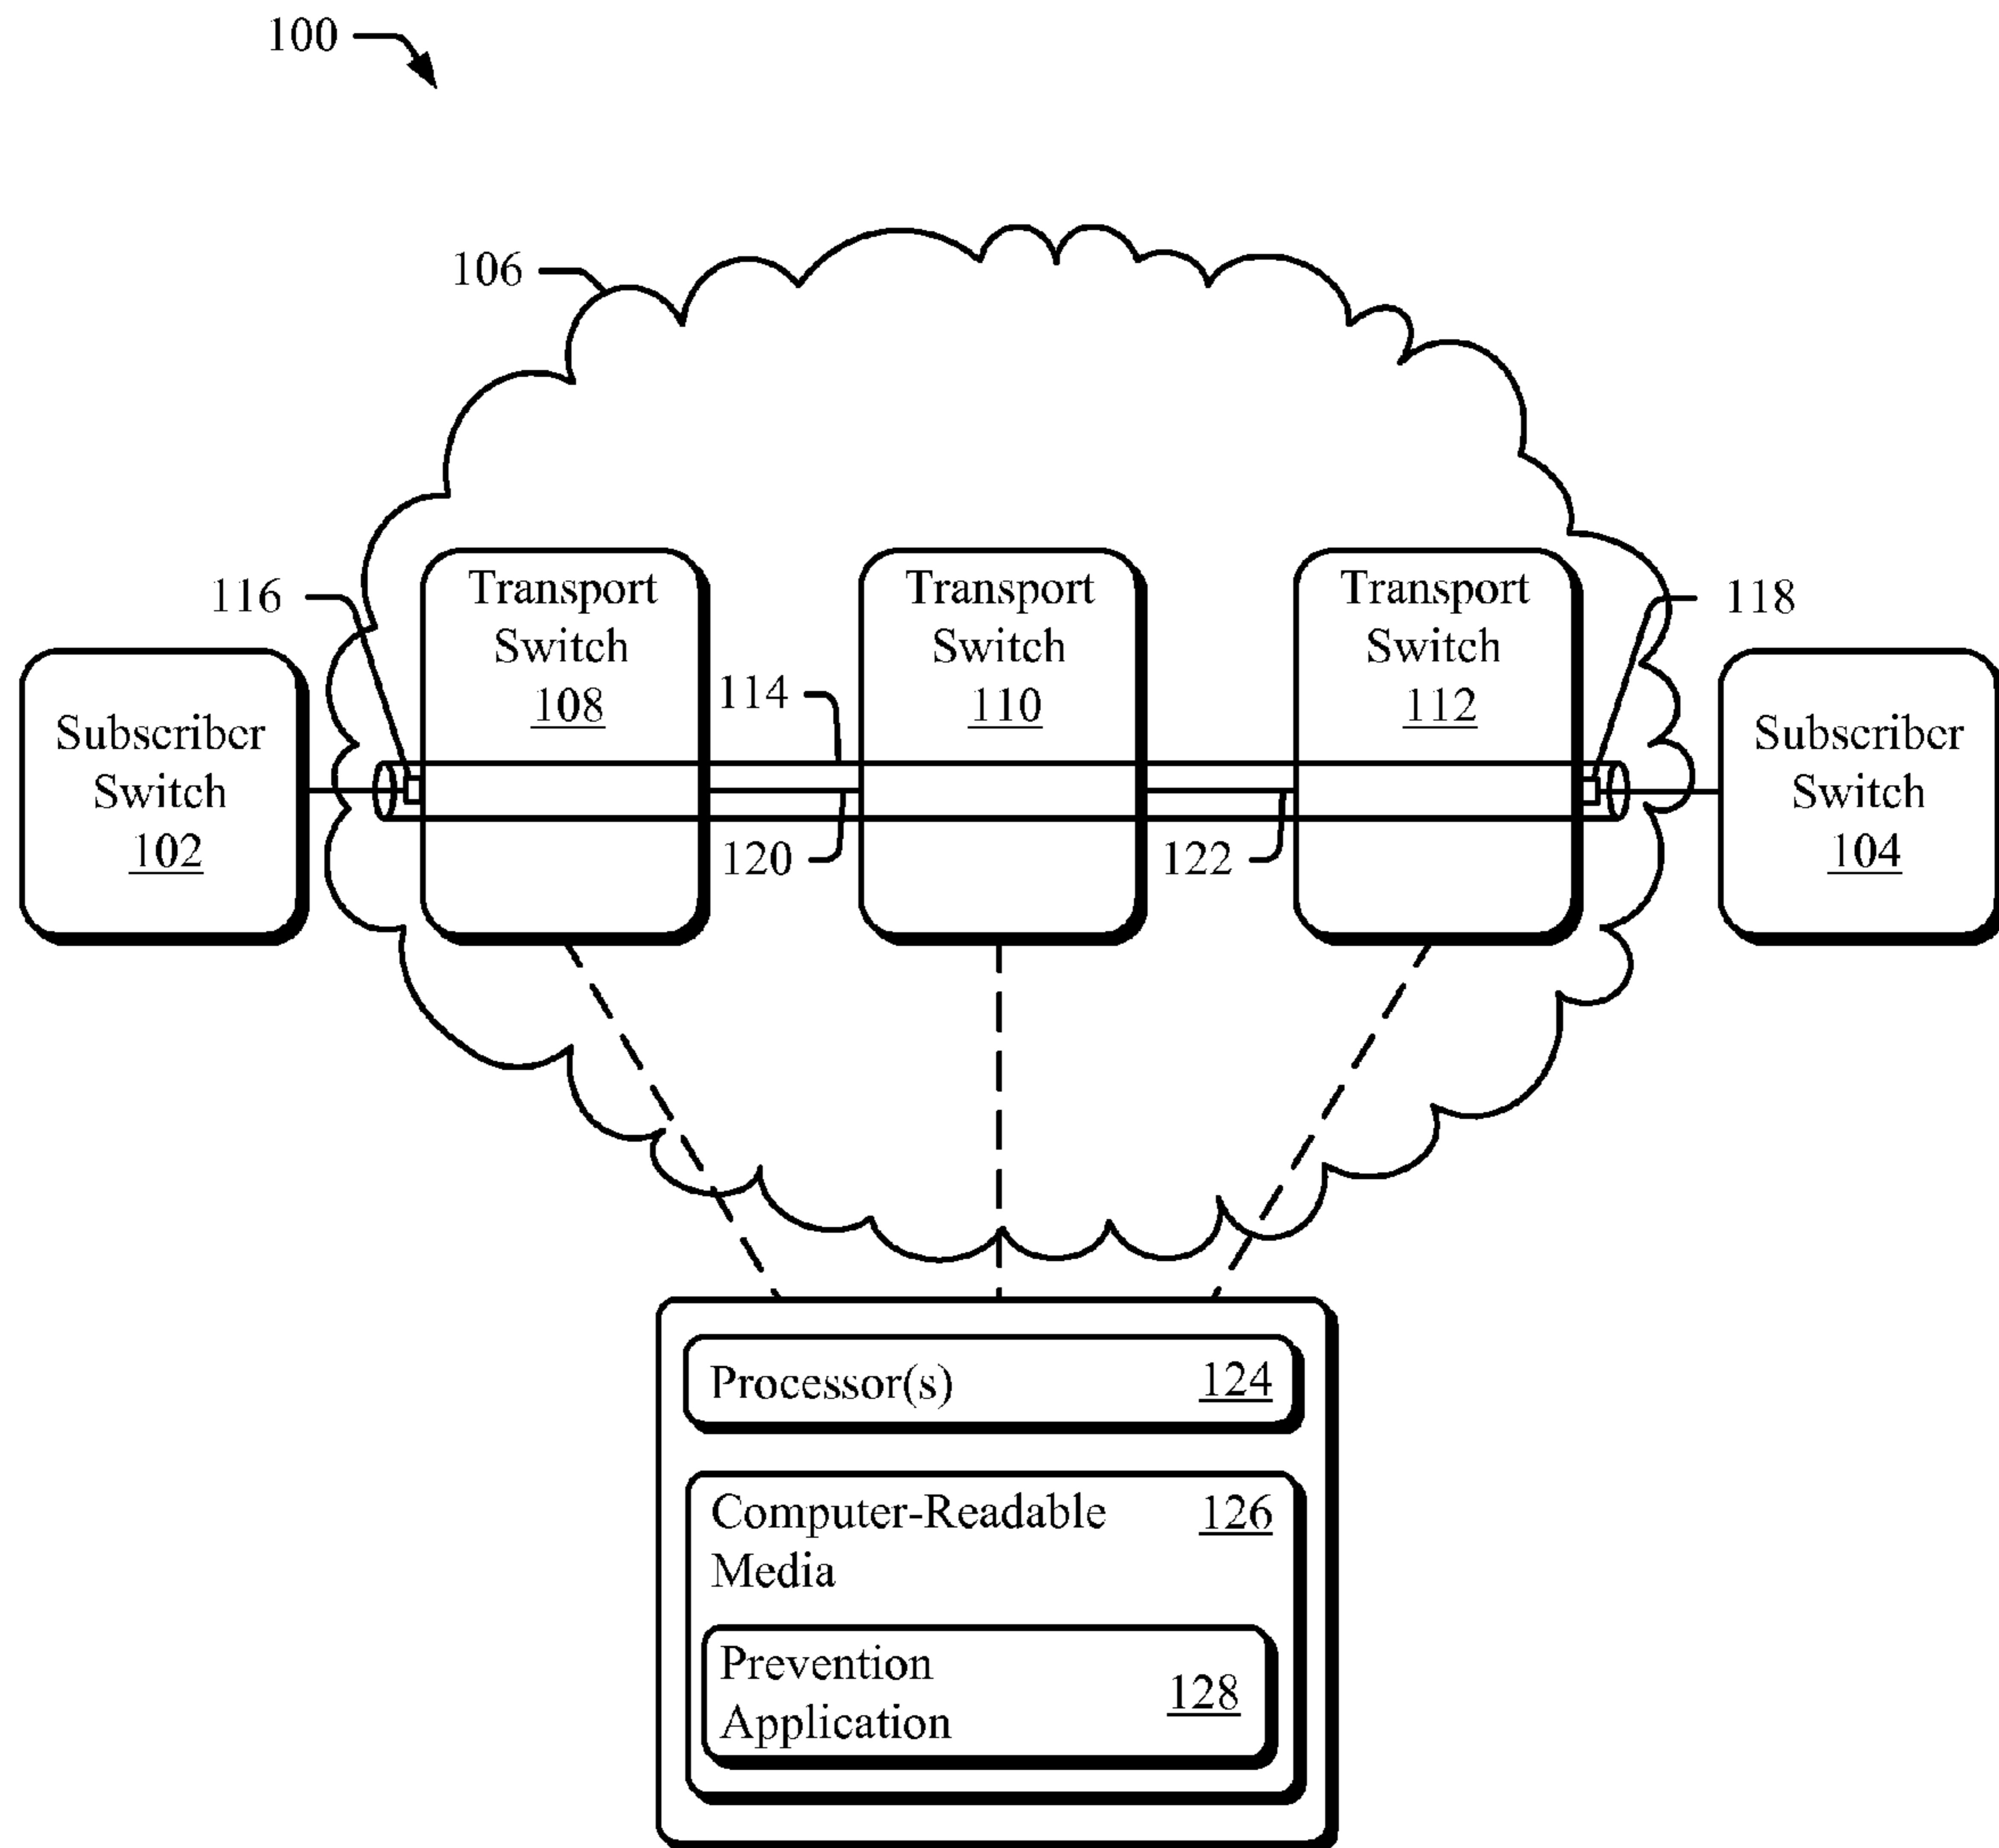 100
106
116
118
Transport
Switch
108
Transport
Switch
110
Transport
Switch
112
Subscriber
Switch
102
114
120
122
Subscriber
Switch
104
Processor(s) 124
Computer-Readable 126
Media
Prevention
Application 128